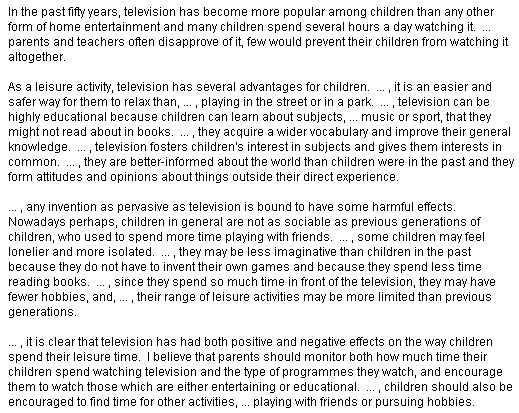 In the past fifty years, television has become more popular among children than any other
form of home entertainment and many children spend several hours a day watching it.  ...
parents and teachers often disapprove of it, few would prevent their children from watching it
altogether.

As a leisure activity, television has several advantages for children.  ... , it is an easier and
safer way for them to relax than, ... , playing in the street or in a park.  ... , television can be
highly educational because children can learn about subjects, ... music or sport, that they
might not read about in books.  ... , they acquire a wider vocabulary and improve their general
knowledge.  ... , television fosters children's interest in subjects and gives them interests in
common.  ... , they are better-informed about the world than children were in the past and they
form attitudes and opinions about things outside their direct experience.

... , any invention as pervasive as television is bound to have some harmful effects.
Nowadays perhaps, children in general are not as sociable as previous generations of
children, who used to spend more time playing with friends.  ... , some children may feel
lonelier and more isolated.  ... , they may be less imaginative than children in the past
because they do not have to invent their own games and because they spend less time
reading books.  ... , since they spend so much time in front of the television, they may have
fewer hobbies, and, ... , their range of leisure activities may be more limited than previous
generations.

... , it is clear that television has had both positive and negative effects on the way children
spend their leisure time.  I believe that parents should monitor both how much time their
children spend watching television and the type of programmes they watch, and encourage
them to watch those which are either entertaining or educational.  ... , children should also be
encouraged to find time for other activities, ... playing with friends or pursuing hobbies.